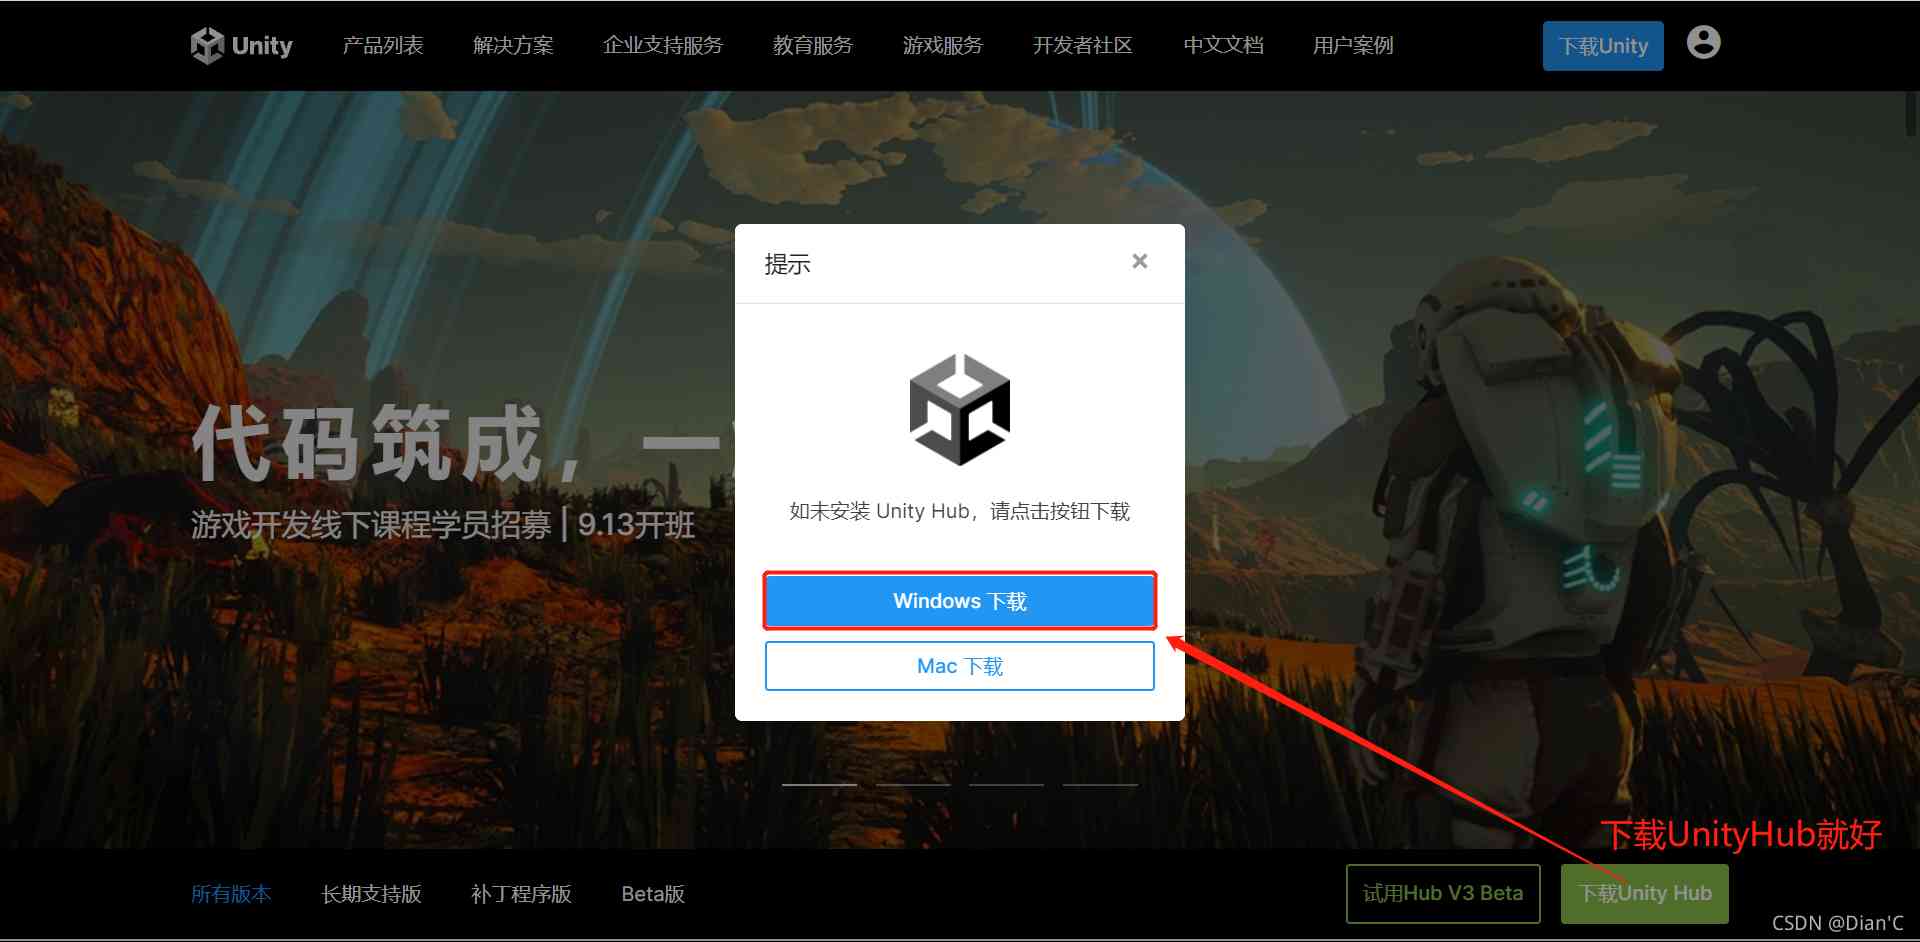 Unity 产品列表 解决方案 企业支持服务 教育服务 游戏服务 开发者社区 中文文档 用户案例 下载Unity
提示 ×
代码筑成，一
游戏开发线下课程学员招募 | 9.13开班
如未安装 Unity Hub，请点击按钮下载
Windows 下载
Mac 下载
下载UnityHub就好
所有版本 长期支持版 补丁程序版 Beta版 试用Hub V3 Beta 下载Unity Hub
CSDN @Dian'C